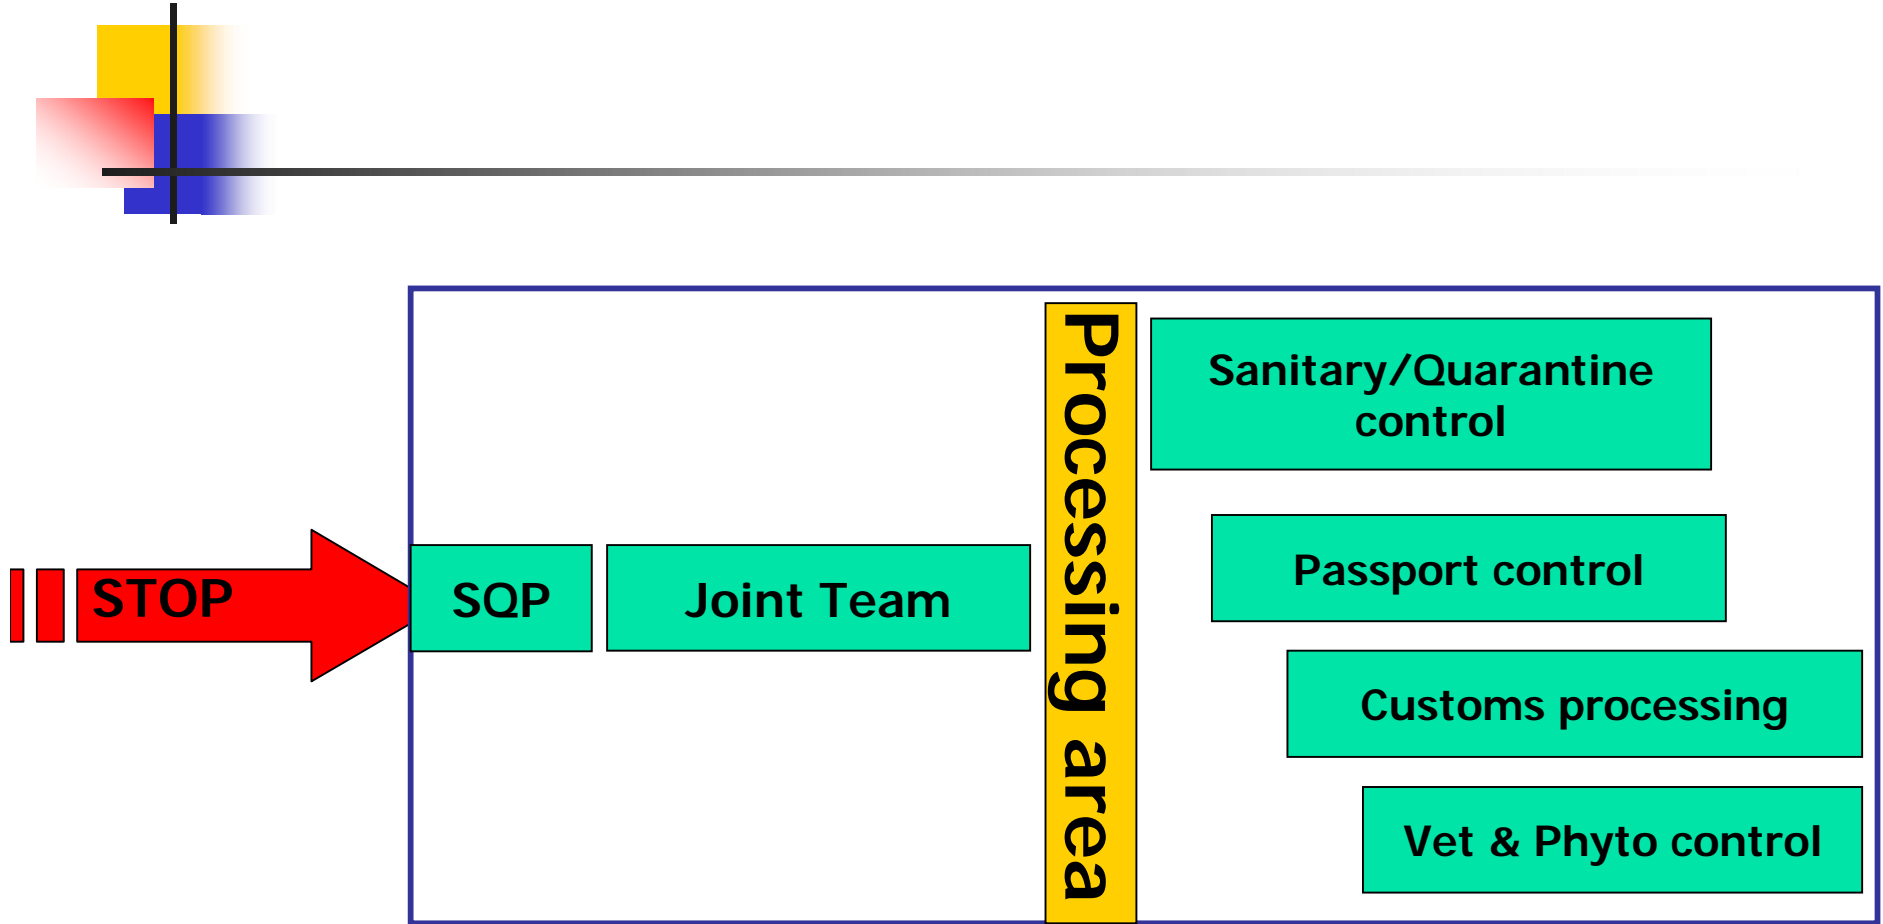 STOP
SQP
Joint Team
Processing area
Sanitary/Quarantine
control
Passport control
Customs processing
Vet & Phyto control